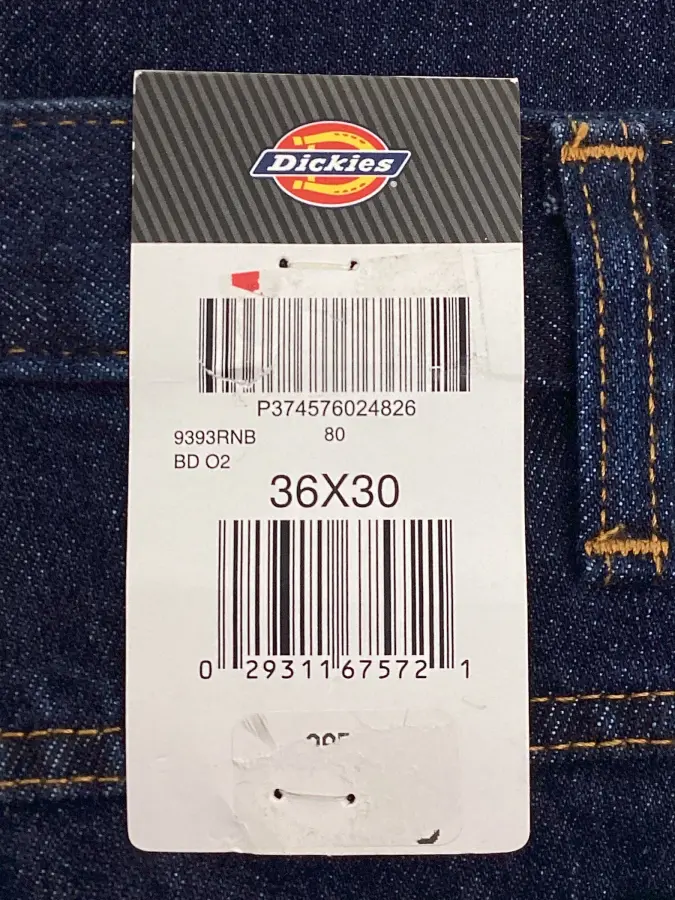 Dickies®
P374576024826
9393RNB 80
BD O2
36X30
0 29311 67572 1